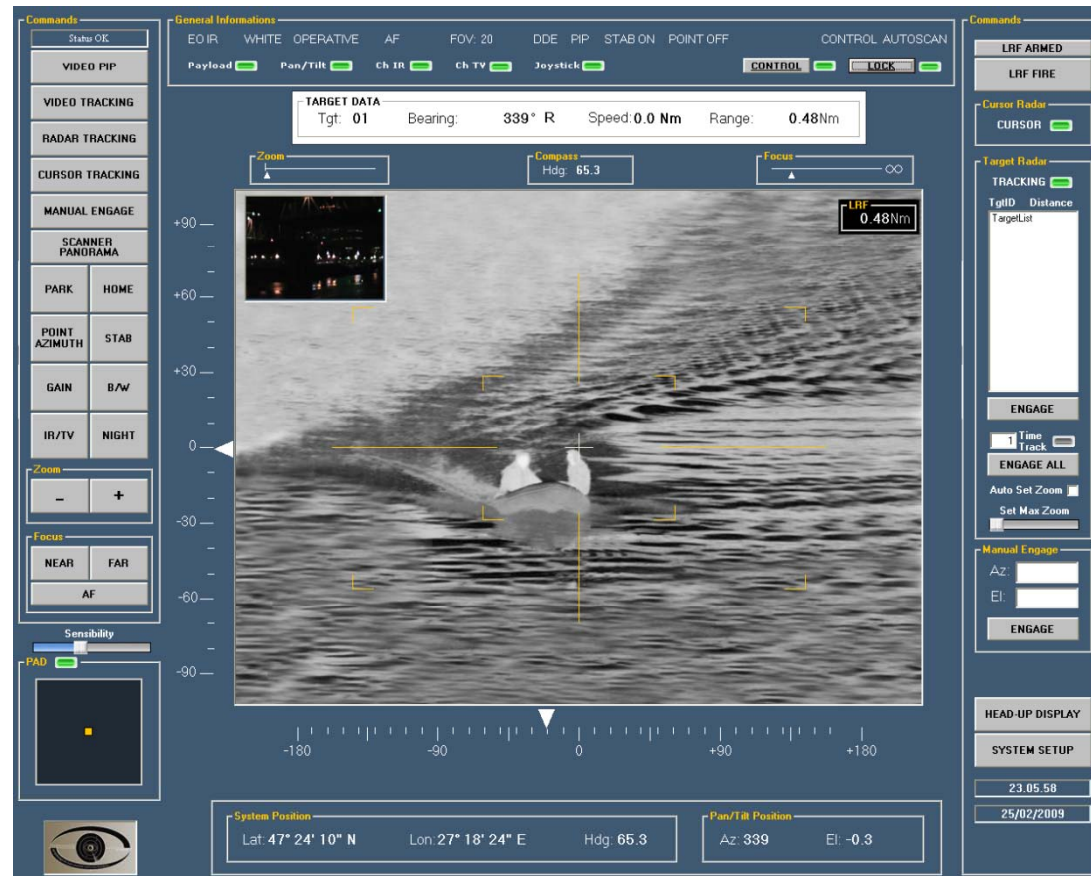 Commands
Status OK
VIDEO PIP
VIDEO TRACKING
RADAR TRACKING
CURSOR TRACKING
MANUAL ENGAGE
SCANNER
PANORAMA
PARK HOME
POINT
AZIMUTH STAB
GAIN B/W
IR/TV NIGHT
Zoom
- +
Focus
NEAR FAR
AF
Sensibility
PAD
General Informations
EO IR WHITE OPERATIVE AF FOV: 20 DDE PIP STAB ON POINT OFF CONTROL AUTOSCAN
Payload Pan/Tilt Ch IR Ch TV Joystick CONTROL LOCK
TARGET DATA
Tgt: 01 Bearing: 339° R Speed: 0.0 Nm Range: 0.48Nm
Zoom
Compass
Hdg: 65.3
Focus
∞
LRF
0.48Nm
+90
+60
+30
0
-30
-60
-90
-180 -90 0 +90 +180
System Position
Lat: 47° 24' 10" N Lon: 27° 18' 24" E Hdg: 65.3
Pan/Tilt Position
Az: 339 El: -0.3
Commands
LRF ARMED
LRF FIRE
Cursor Radar
CURSOR
Target Radar
TRACKING
TgtID Distance
TargetList
ENGAGE
1 Time
Track
ENGAGE ALL
Auto Set Zoom
Set Max Zoom
Manual Engage
Az:
El:
ENGAGE
HEAD-UP DISPLAY
SYSTEM SETUP
23.05.58
25/02/2009